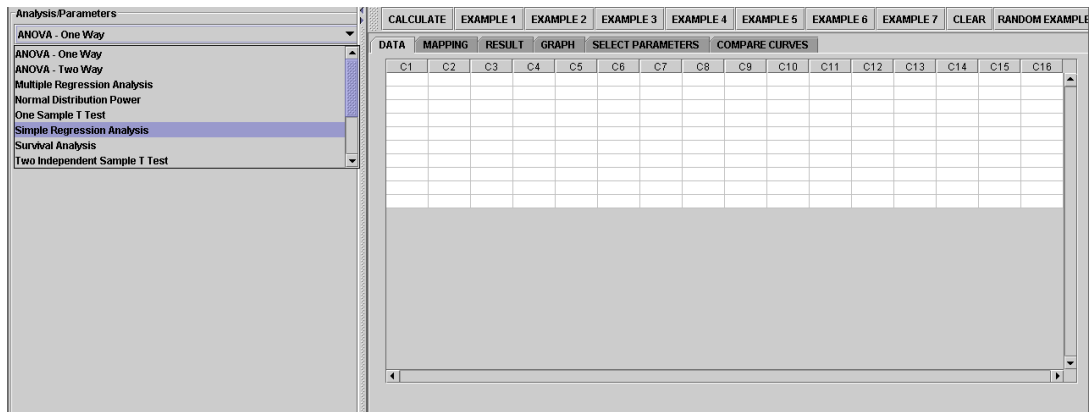 Analysis/Parameters
ANOVA - One Way
ANOVA - One Way
ANOVA - Two Way
Multiple Regression Analysis
Normal Distribution Power
One Sample T Test
Simple Regression Analysis
Survival Analysis
Two Independent Sample T Test
CALCULATE EXAMPLE 1 EXAMPLE 2 EXAMPLE 3 EXAMPLE 4 EXAMPLE 5 EXAMPLE 6 EXAMPLE 7 CLEAR RANDOM EXAMPLE
DATA MAPPING RESULT GRAPH SELECT PARAMETERS COMPARE CURVES
C1 C2 C3 C4 C5 C6 C7 C8 C9 C10 C11 C12 C13 C14 C15 C16